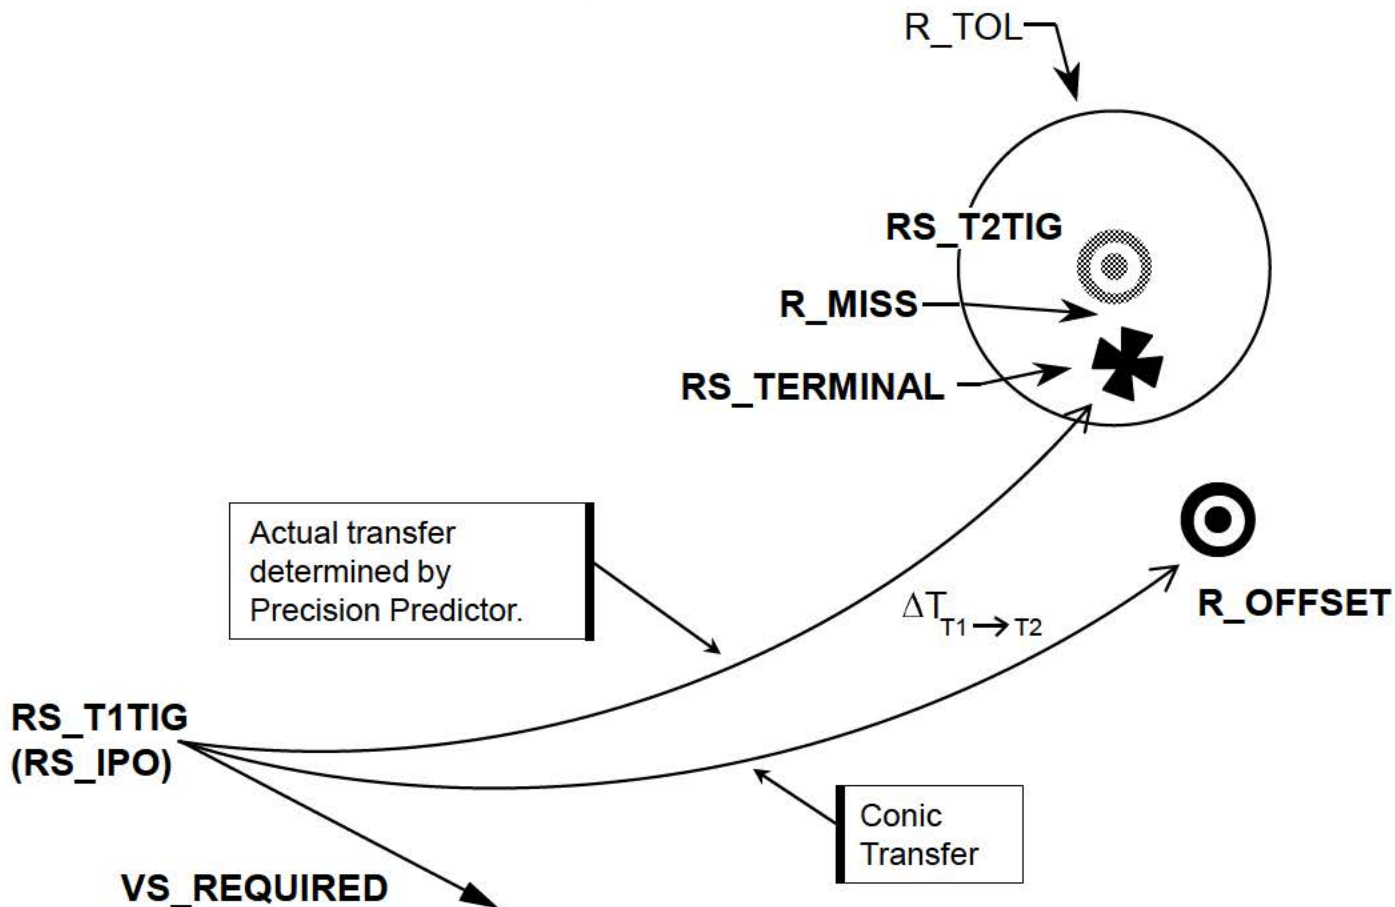 R_TOL
RS_T2TIG
R_MISS
RS_TERMINAL
Actual transfer
determined by
Precision Predictor.
ΔT T1 → T2
R_OFFSET
RS_T1TIG
(RS_IPO)
Conic
Transfer
VS_REQUIRED